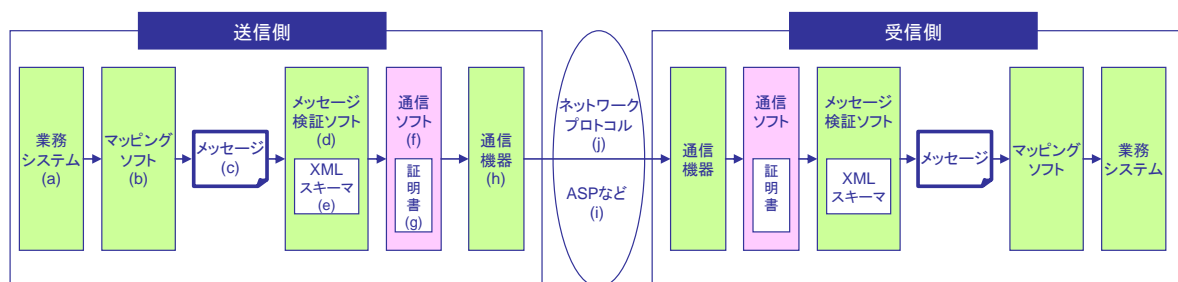 送信側
業務
システム
(a)
マッピング
ソフト
(b)
メッセージ
(c)
メッセージ
検証ソフト
(d)
XML
スキーマ
(e)
通信
ソフト
(f)
証
明
書
(g)
通信
機器
(h)
ネットワーク
プロトコル
(j)
ASPなど
(i)
受信側
通信
機器
通信
ソフト
証
明
書
メッセージ
検証ソフト
XML
スキーマ
メッセージ
マッピング
ソフト
業務
システム